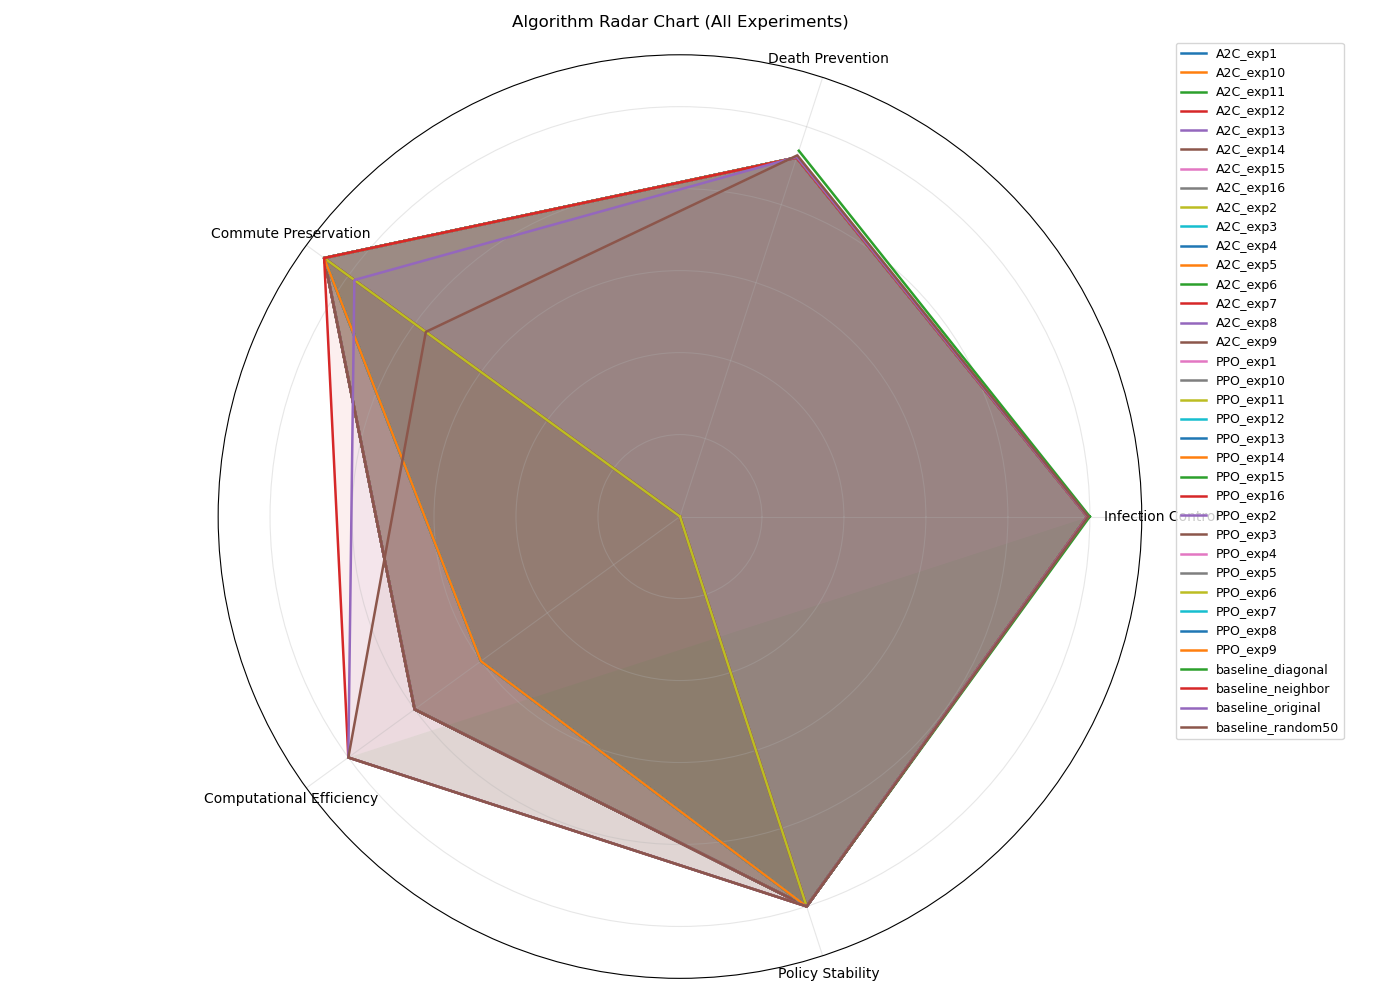 Algorithm Radar Chart (All Experiments)
Death Prevention
Commute Preservation
Infection Control
Computational Efficiency
Policy Stability
A2C_exp1
A2C_exp10
A2C_exp11
A2C_exp12
A2C_exp13
A2C_exp14
A2C_exp15
A2C_exp16
A2C_exp2
A2C_exp3
A2C_exp4
A2C_exp5
A2C_exp6
A2C_exp7
A2C_exp8
A2C_exp9
PPO_exp1
PPO_exp10
PPO_exp11
PPO_exp12
PPO_exp13
PPO_exp14
PPO_exp15
PPO_exp16
PPO_exp2
PPO_exp3
PPO_exp4
PPO_exp5
PPO_exp6
PPO_exp7
PPO_exp8
PPO_exp9
baseline_diagonal
baseline_neighbor
baseline_original
baseline_random50